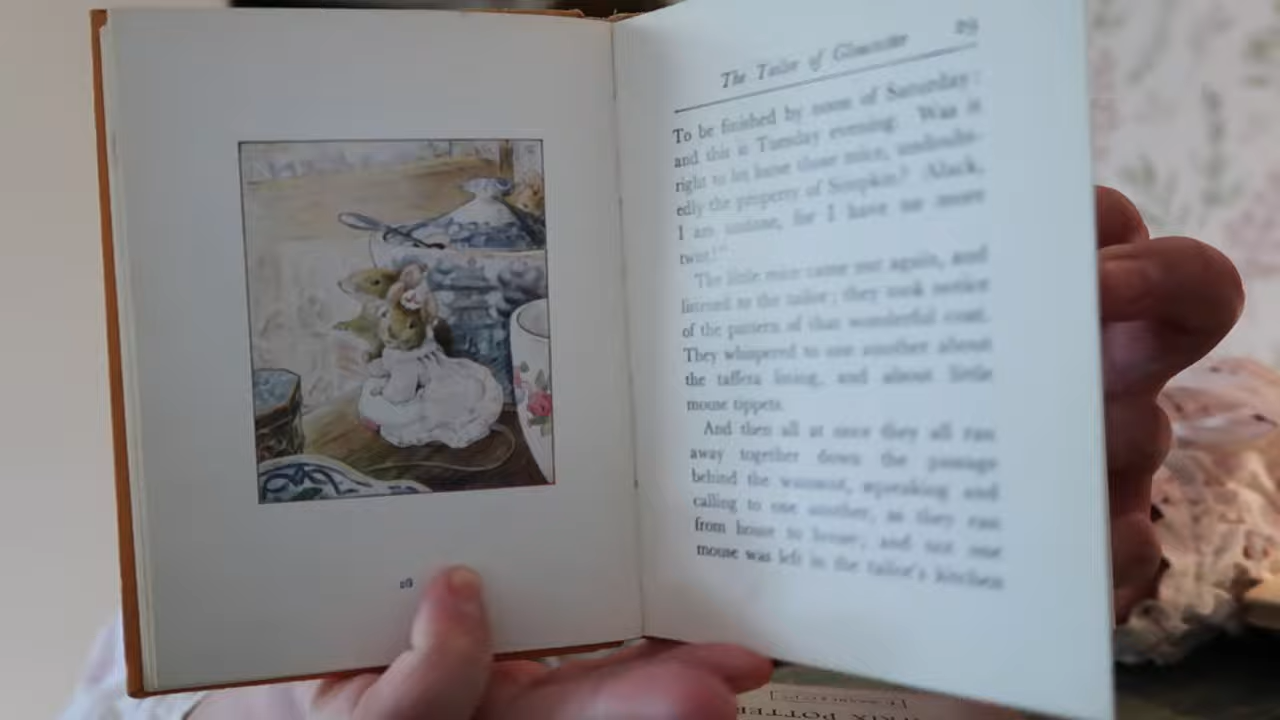 28
The Tailor of Gloucester 29
To be finished by noon of Saturday:
and this is Tuesday evening. Was it
right to let loose those mice, undoubt-
edly the property of Simpkin? Alack,
I am undone, for I have no more
twist!"
The little mice came out again, and
listened to the tailor; they took notice
of the pattern of that wonderful coat.
They whispered to one another about
the taffeta lining, and about little
mouse tippets.
And then all at once they all ran
away together down the passage
behind the wainscot, squeaking and
calling to one another, as they ran
from house to house; and not one
mouse was left in the tailor's kitchen